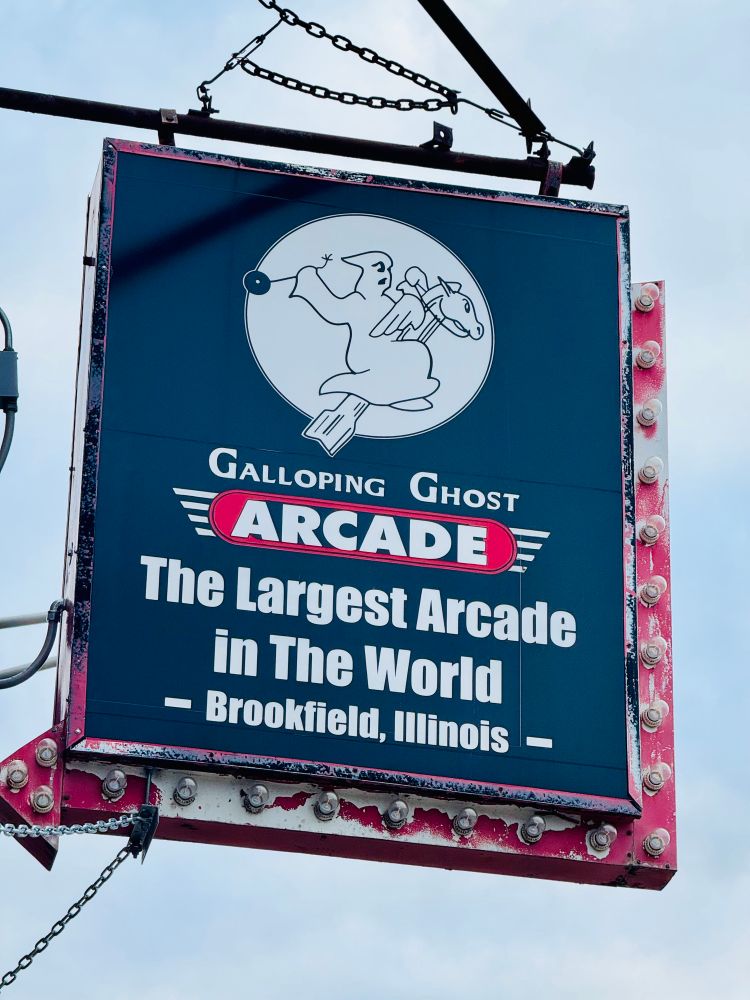 Galloping Ghost
ARCADE
The Largest Arcade
in The World
– Brookfield, Illinois –